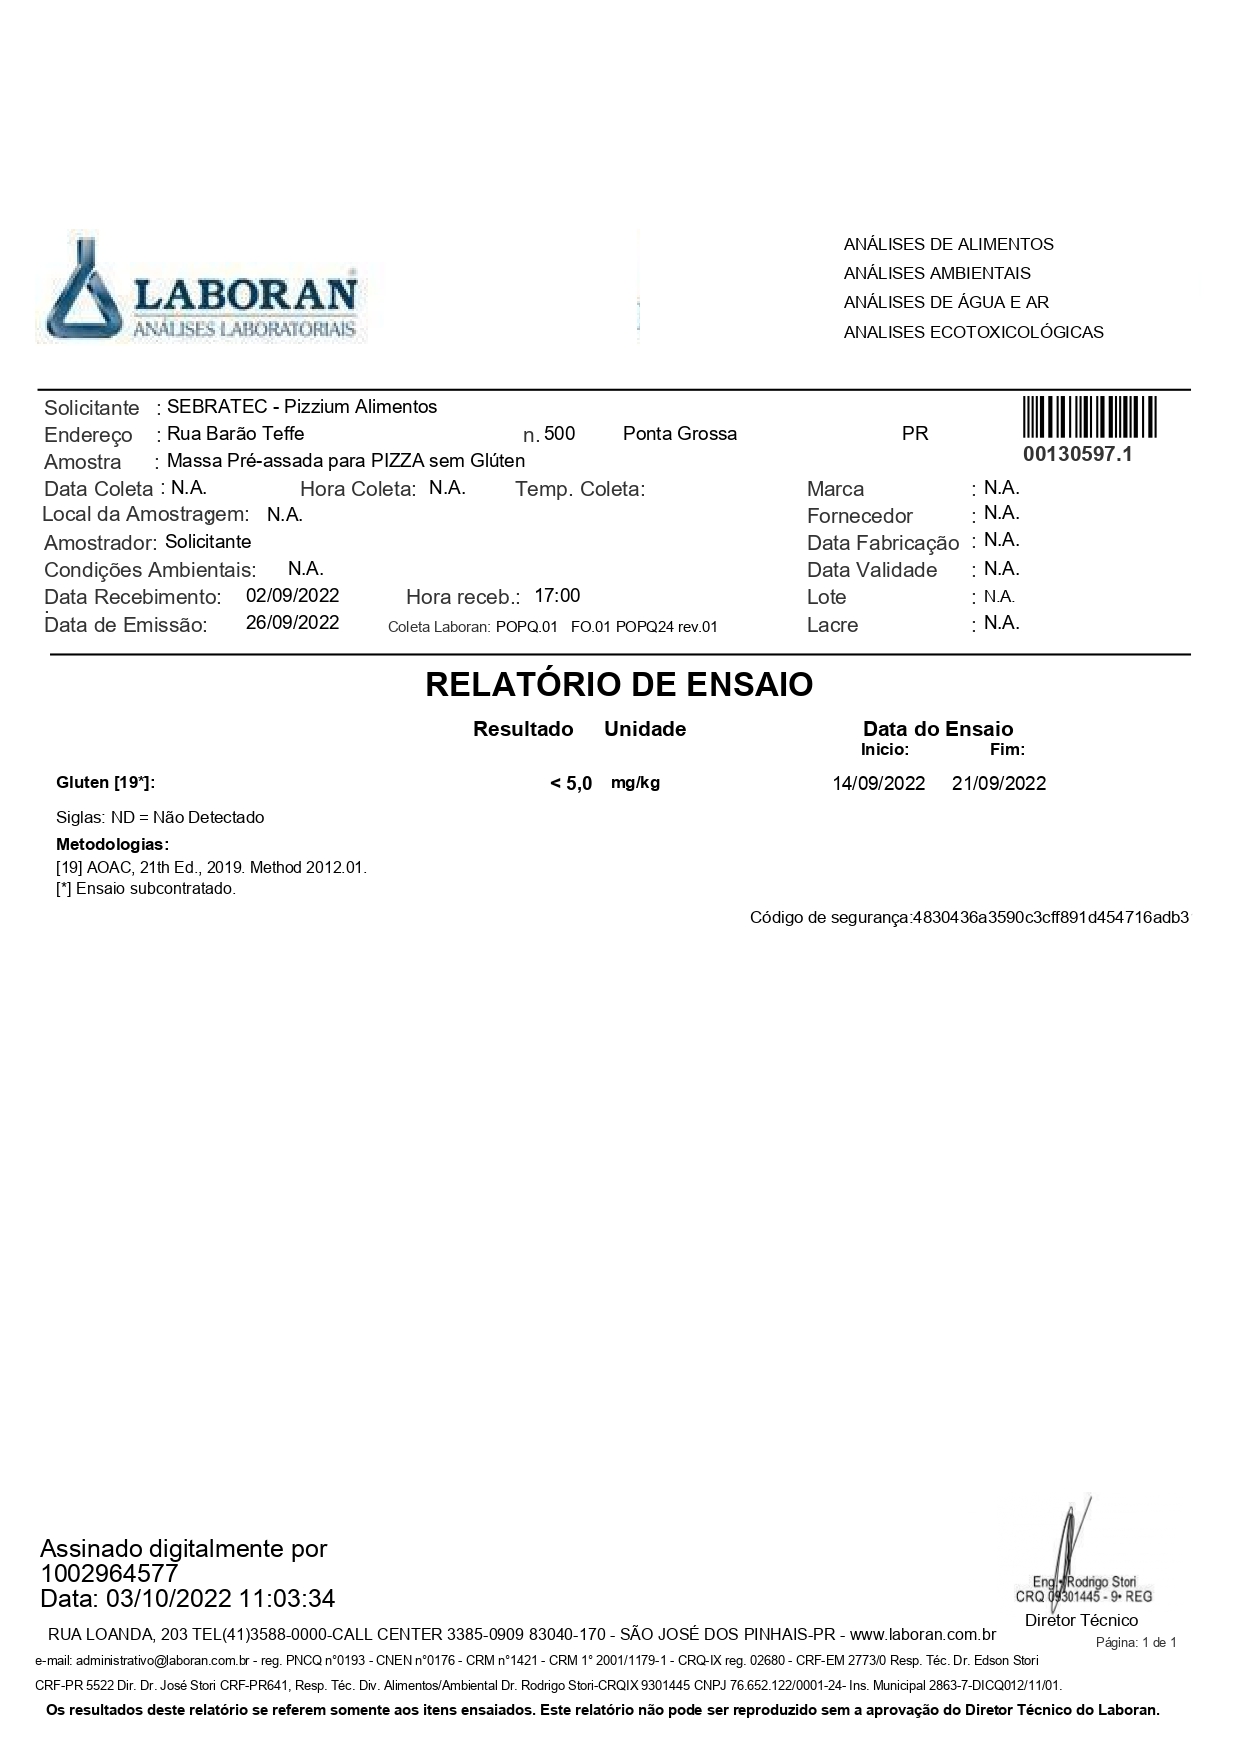 LABORAN®
ANÁLISES LABORATORIAIS
ANÁLISES DE ALIMENTOS
ANÁLISES AMBIENTAIS
ANÁLISES DE ÁGUA E AR
ANALISES ECOTOXICOLÓGICAS
Solicitante : SEBRATEC - Pizzium Alimentos
Endereço : Rua Barão Teffe n. 500 Ponta Grossa PR
00130597.1
Amostra : Massa Pré-assada para PIZZA sem Glúten
Data Coleta : N.A. Hora Coleta: N.A. Temp. Coleta: Marca : N.A.
Local da Amostragem: N.A. Fornecedor : N.A.
Amostrador: Solicitante Data Fabricação : N.A.
Condições Ambientais: N.A. Data Validade : N.A.
Data Recebimento: 02/09/2022 Hora receb.: 17:00 Lote : N.A.
Data de Emissão: 26/09/2022 Coleta Laboran: POPQ.01 FO.01 POPQ24 rev.01 Lacre : N.A.
RELATÓRIO DE ENSAIO
Resultado Unidade Data do Ensaio
Inicio: Fim:
Gluten [19*]: < 5,0 mg/kg 14/09/2022 21/09/2022
Siglas: ND = Não Detectado
Metodologias:
[19] AOAC, 21th Ed., 2019. Method 2012.01.
[*] Ensaio subcontratado.
Código de segurança:4830436a3590c3cff891d454716adb3
Assinado digitalmente por
1002964577
Data: 03/10/2022 11:03:34
Eng.• Rodrigo Stori
CRQ 09301445 - 9• REG
Diretor Técnico
RUA LOANDA, 203 TEL(41)3588-0000-CALL CENTER 3385-0909 83040-170 - SÃO JOSÉ DOS PINHAIS-PR - www.laboran.com.br
Página: 1 de 1
e-mail: administrativo@laboran.com.br - reg. PNCQ n°0193 - CNEN n°0176 - CRM n°1421 - CRM 1° 2001/1179-1 - CRQ-IX reg. 02680 - CRF-EM 2773/0 Resp. Téc. Dr. Edson Stori
CRF-PR 5522 Dir. Dr. José Stori CRF-PR641, Resp. Téc. Div. Alimentos/Ambiental Dr. Rodrigo Stori-CRQIX 9301445 CNPJ 76.652.122/0001-24- Ins. Municipal 2863-7-DICQ012/11/01.
Os resultados deste relatório se referem somente aos itens ensaiados. Este relatório não pode ser reproduzido sem a aprovação do Diretor Técnico do Laboran.